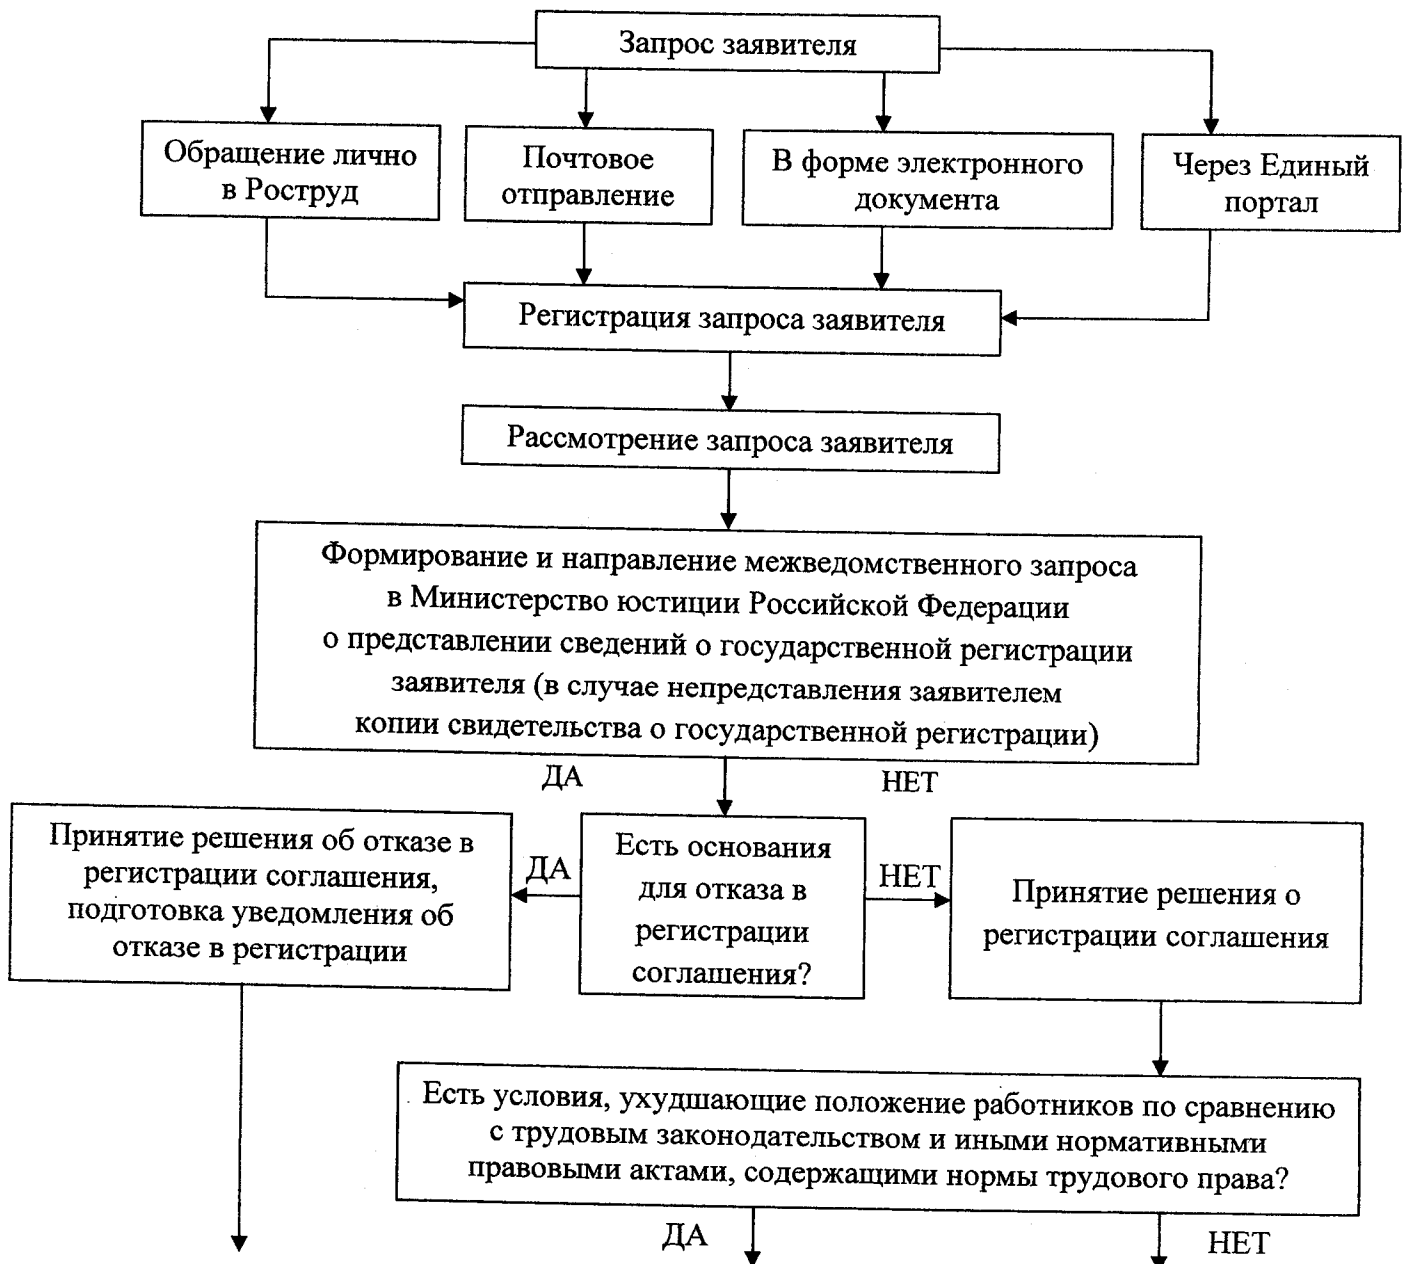 Запрос заявителя
Обращение лично
в Роструд
Почтовое
отправление
В форме электронного
документа
Через Единый
портал
Регистрация запроса заявителя
Рассмотрение запроса заявителя
Формирование и направление межведомственного запроса
в Министерство юстиции Российской Федерации
о представлении сведений о государственной регистрации
заявителя (в случае непредставления заявителем
копии свидетельства о государственной регистрации)
ДА
НЕТ
Принятие решения об отказе в
регистрации соглашения,
подготовка уведомления об
отказе в регистрации
ДА
Есть основания
для отказа в
регистрации
соглашения?
НЕТ
Принятие решения о
регистрации соглашения
Есть условия, ухудшающие положение работников по сравнению
с трудовым законодательством и иными нормативными
правовыми актами, содержащими нормы трудового права?
ДА
НЕТ